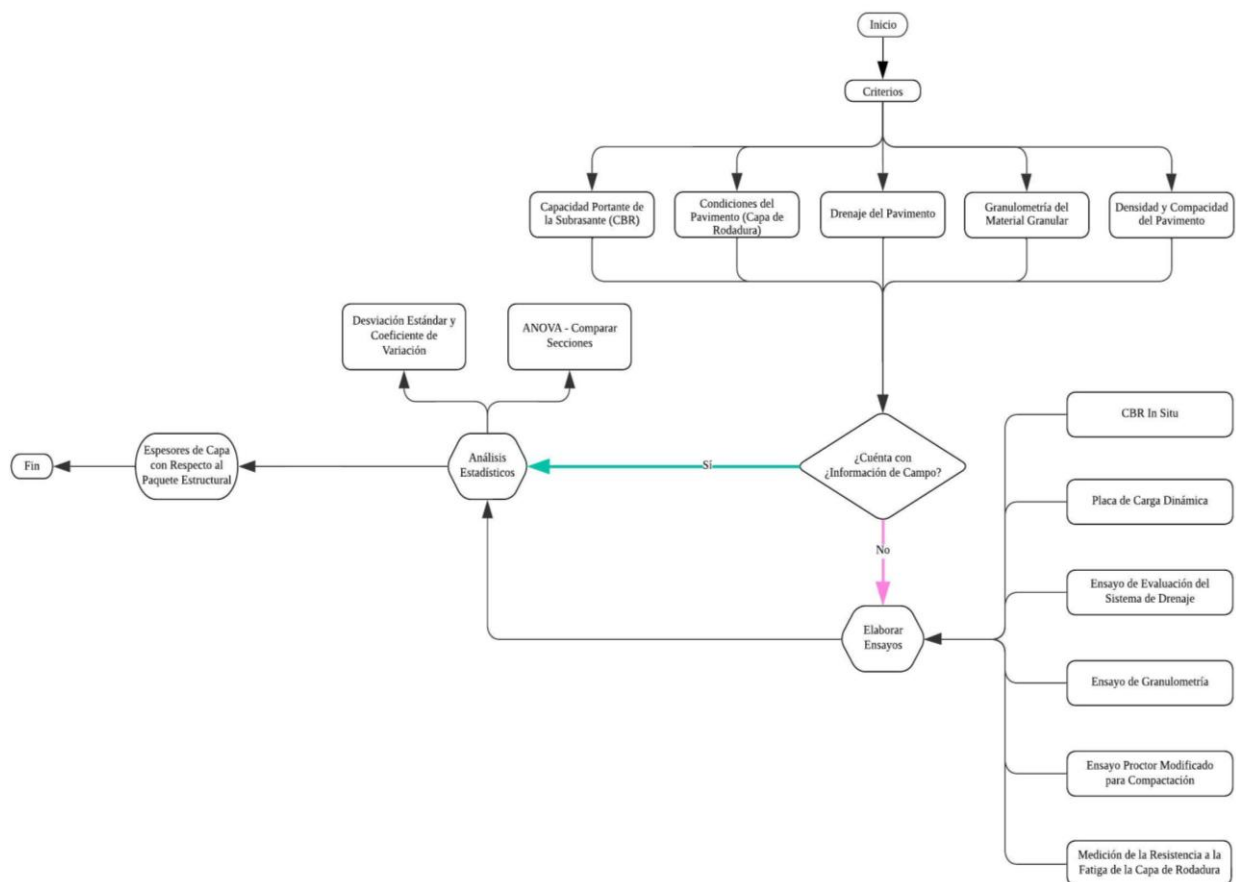 Inicio
Criterios
Capacidad Portante de
la Subrasante (CBR)
Condiciones del
Pavimento (Capa de
Rodadura)
Drenaje del Pavimento
Granulometría del
Material Granular
Densidad y Compacidad
del Pavimento
Desviación Estándar y
Coeficiente de
Variación
ANOVA - Comparar
Secciones
¿Cuénta con
¿Información de Campo?
Sí
No
Análisis
Estadísticos
Espesores de Capa
con Respecto al
Paquete Estructural
Fin
Elaborar
Ensayos
CBR In Situ
Placa de Carga Dinámica
Ensayo de Evaluación del
Sistema de Drenaje
Ensayo de Granulometría
Ensayo Proctor Modificado
para Compactación
Medición de la Resistencia a la
Fatiga de la Capa de Rodadura